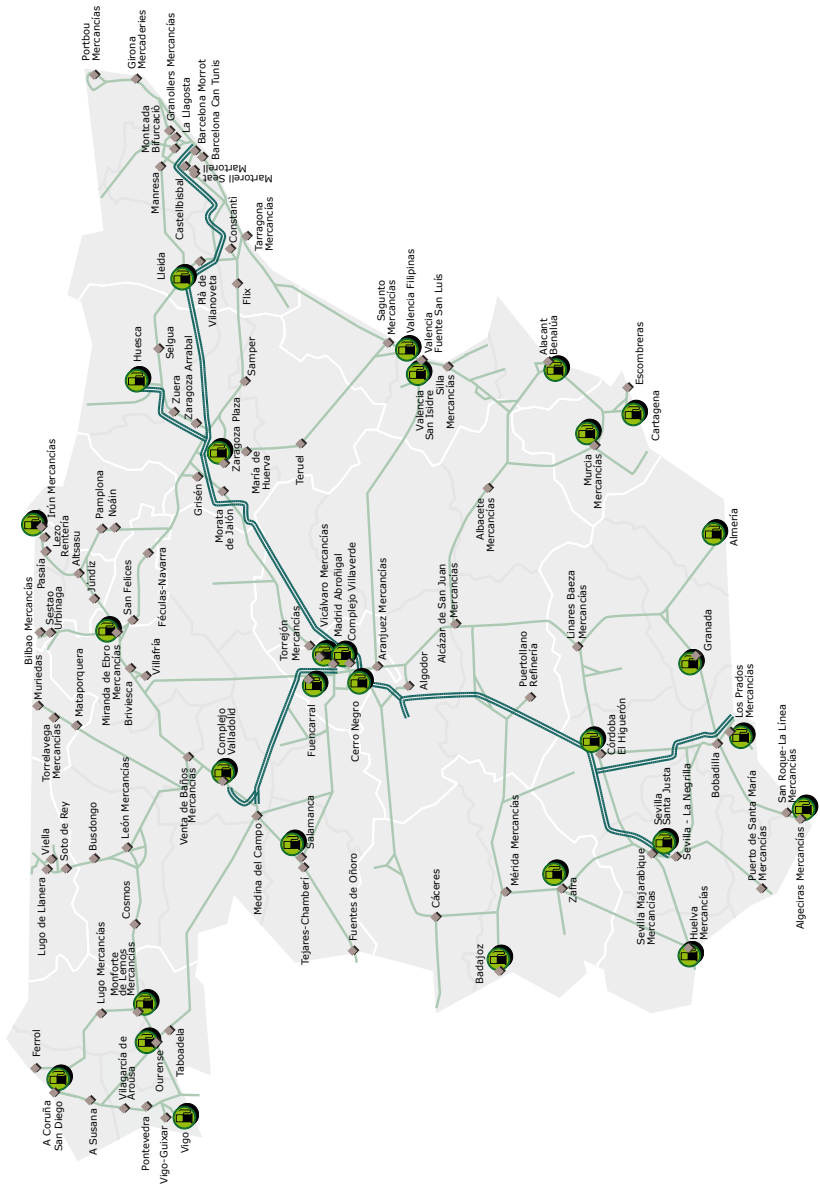 Portbou
Mercancías
Girona
Mercaderies
Granollers Mercancías
La Llagosta
Montcada
Bifurcació
Barcelona Morrot
Barcelona Can Tunis
Martorell
Martorell Seat
Manresa
Castellbisbal
Constantí
Tarragona
Mercancías
Lleida
Plà de
Vilanoveta
Flix
Huesca
Selgua
Zuera
Zaragoza Arrabal
Samper
Zaragoza Plaza
María de
Huerva
Teruel
Grisén
Morata
de Jalón
Sagunto
Mercancías
Valencia Filipinas
Valencia
Fuente San Luis
Valencia
San Isidre
Silla
Mercancías
Alacant
Benalúa
Escombreras
Cartagena
Murcia
Mercancías
Albacete
Mercancías
Almería
Irún Mercancías
Lezo
Rentería
Pasaia
Altsasu
Pamplona
Noáin
Júndiz
San Felices
Féculas-Navarra
Bilbao Mercancías
Sestao
Urbinaga
Miranda de Ebro
Mercancías
Briviesca
Villafría
Muriedas
Mataporquera
Torrelavega
Mercancías
Torrejón
Mercancías
Vicálvaro Mercancías
Madrid Abroñigal
Complejo Villaverde
Aranjuez Mercancías
Alcázar de San Juan
Mercancías
Algodor
Fuencarral
Cerro Negro
Linares Baeza
Mercancías
Puertollano
Refinería
Granada
Los Prados
Mercancías
Córdoba
El Higuerón
Bobadilla
San Roque-La Línea
Mercancías
Algeciras Mercancías
Puerto de Santa María
Mercancías
Sevilla
Santa Justa
Sevilla - La Negrilla
Sevilla Majarabique
Mercancías
Huelva
Mercancías
Zafra
Mérida Mercancías
Badajoz
Cáceres
Complejo
Valladolid
Venta de Baños
Mercancías
Medina del Campo
Salamanca
Tejares-Chamberí
Fuentes de Oñoro
León Mercancías
Busdongo
Soto de Rey
Viella
Lugo de Llanera
Cosmos
Lugo Mercancías
Monforte
de Lemos
Mercancías
Ferrol
A Coruña
San Diego
A Susana
Vilagarcía de
Arousa
Ourense
Taboadela
Pontevedra
Vigo-Guixar
Vigo